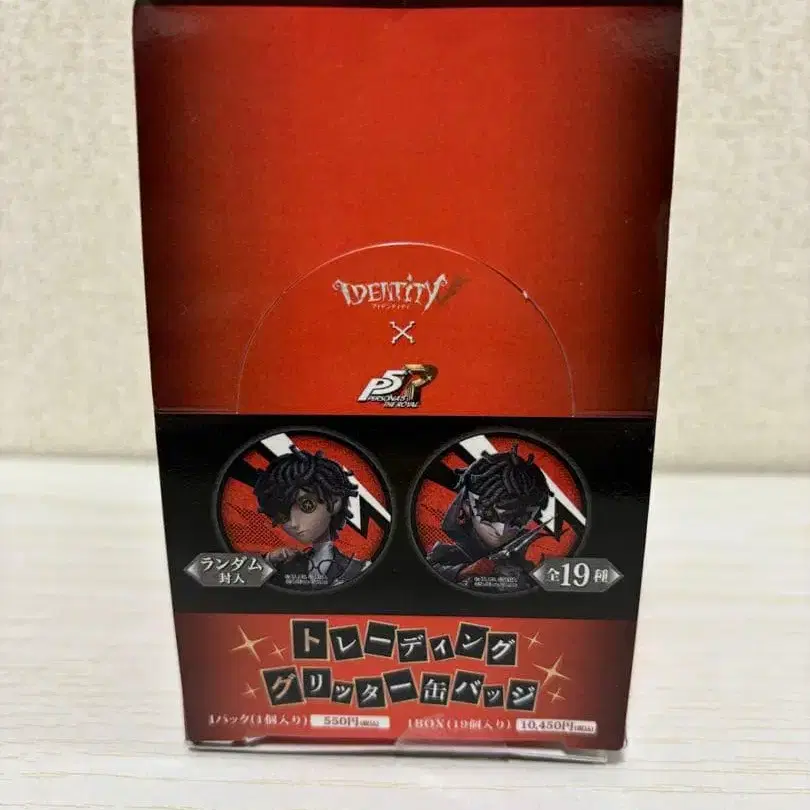 IDENTITY V
アイデンティティ
×
P5R
PERSONA5
THE ROYAL
ランダム
封入
全19種
トレーディング
グリッター缶バッジ
1パック(1個入り) 550円(税込) 1BOX(19個入り) 10,450円(税込)